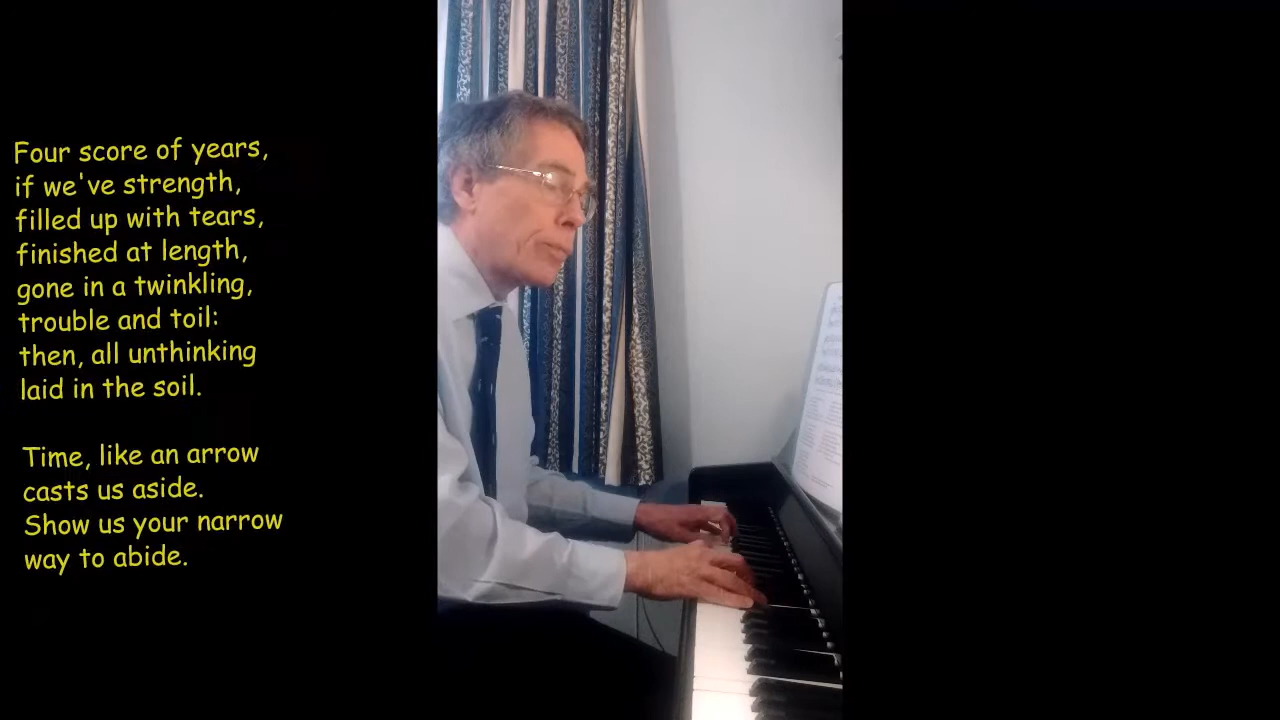 Four score of years,
if we've strength,
filled up with tears,
finished at length,
gone in a twinkling,
trouble and toil:
then, all unthinking
laid in the soil.
Time, like an arrow
casts us aside.
Show us your narrow
way to abide.